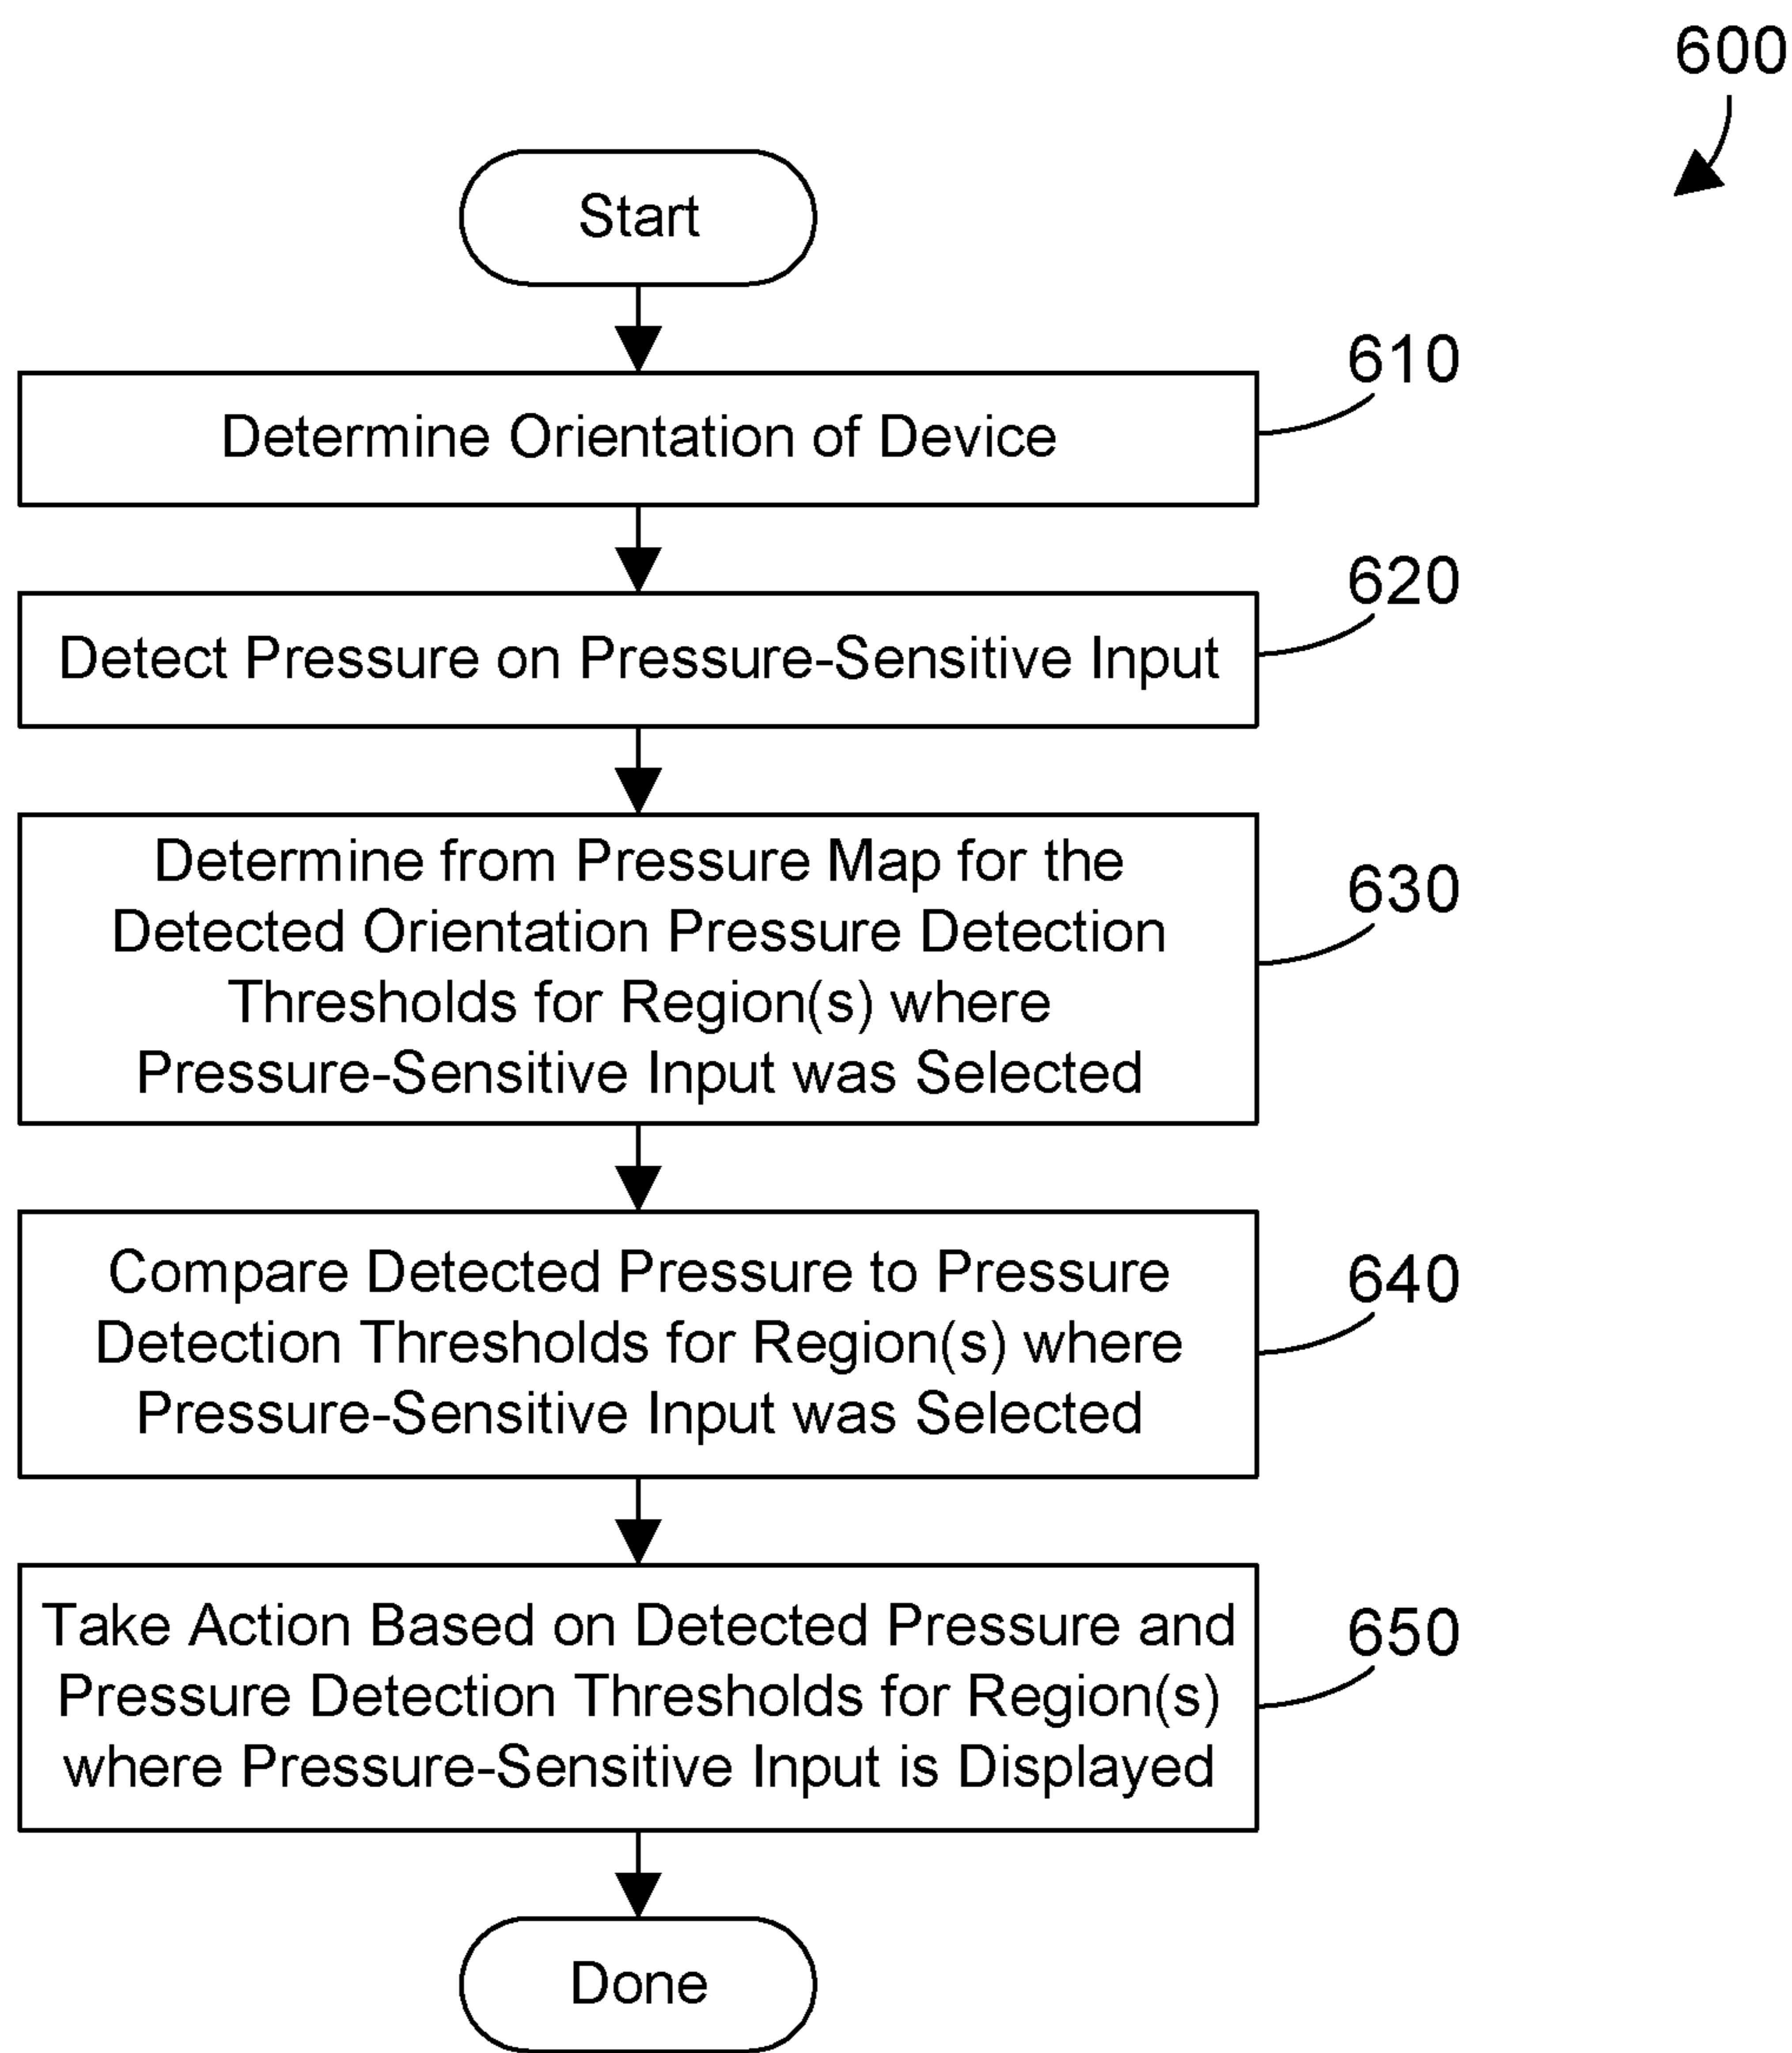 600
Start
Determine Orientation of Device
610
Detect Pressure on Pressure-Sensitive Input
620
Determine from Pressure Map for the
Detected Orientation Pressure Detection
Thresholds for Region(s) where
Pressure-Sensitive Input was Selected
630
Compare Detected Pressure to Pressure
Detection Thresholds for Region(s) where
Pressure-Sensitive Input was Selected
640
Take Action Based on Detected Pressure and
Pressure Detection Thresholds for Region(s)
where Pressure-Sensitive Input is Displayed
650
Done